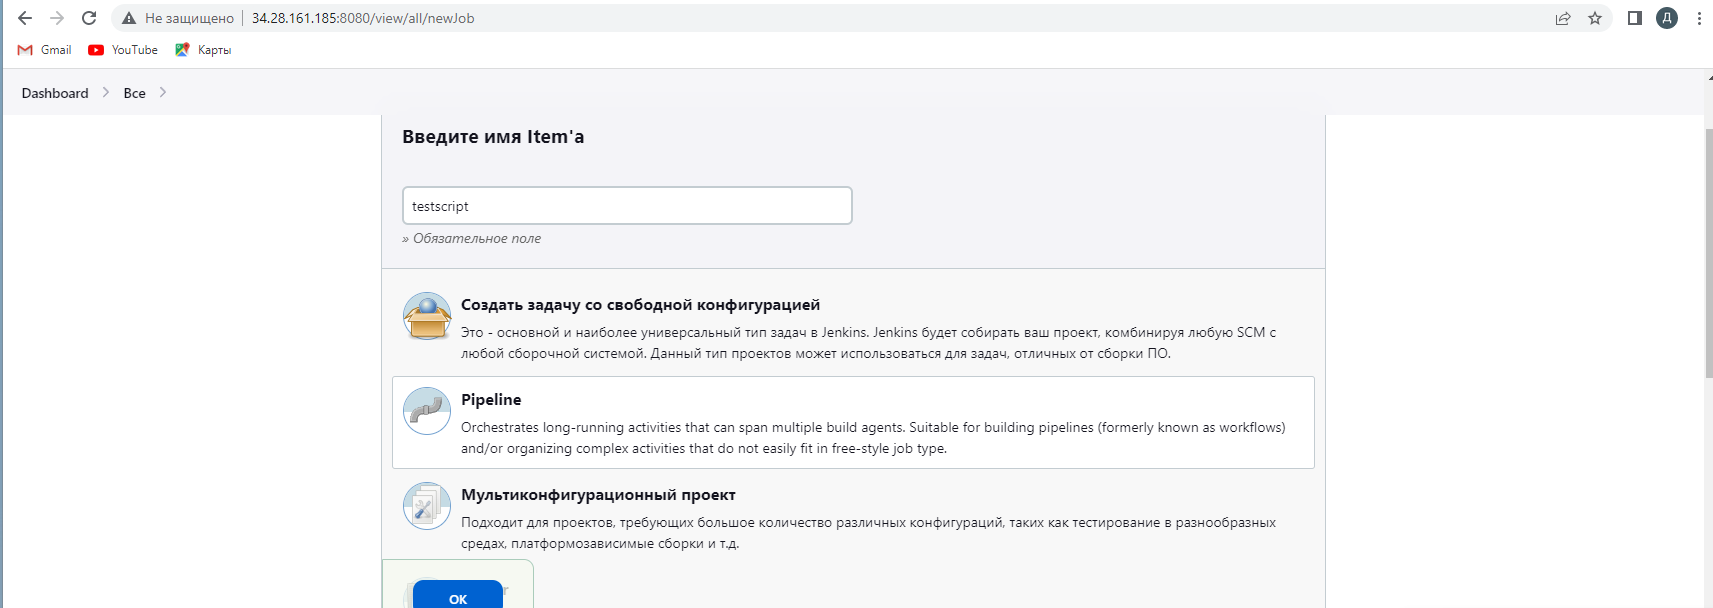 Не защищено 34.28.161.185:8080/view/all/newJob
Д
Gmail YouTube Карты
Dashboard Все
Введите имя Item'а
testscript
» Обязательное поле
Создать задачу со свободной конфигурацией
Это - основной и наиболее универсальный тип задач в Jenkins. Jenkins будет собирать ваш проект, комбинируя любую SCM с
любой сборочной системой. Данный тип проектов может использоваться для задач, отличных от сборки ПО.
Pipeline
Orchestrates long-running activities that can span multiple build agents. Suitable for building pipelines (formerly known as workflows)
and/or organizing complex activities that do not easily fit in free-style job type.
Мультиконфигурационный проект
Подходит для проектов, требующих большое количество различных конфигураций, таких как тестирование в разнообразных
средах, платформозависимые сборки и т.д.
OK